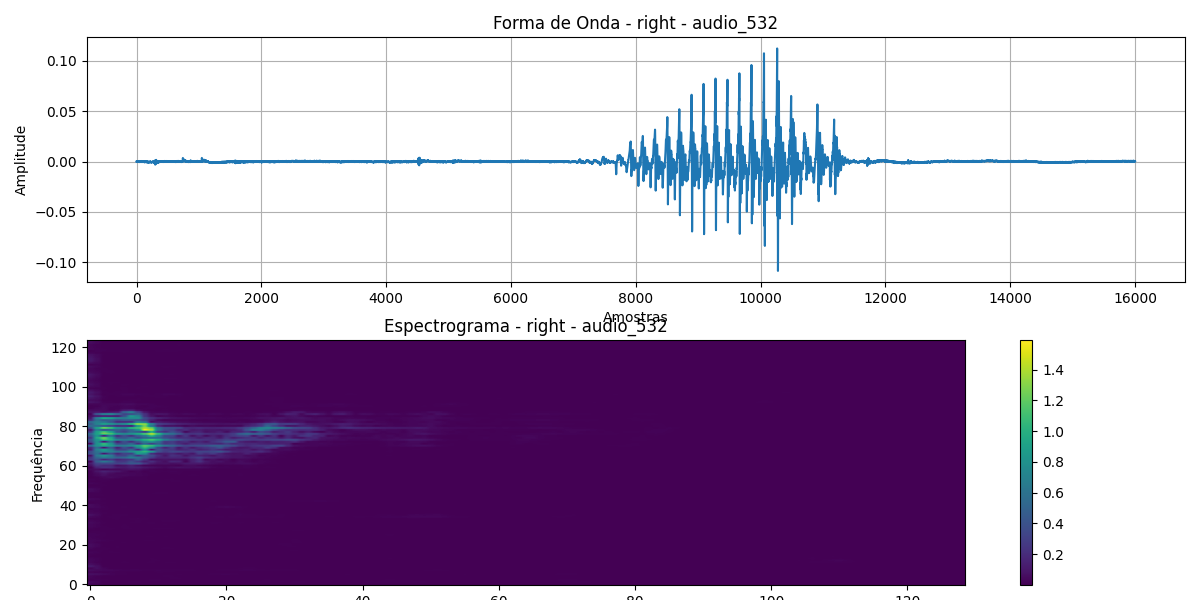 Forma de Onda - right - audio_532
0.10
0.05
0.00
−0.05
−0.10
Amplitude
0 2000 4000 6000 8000 10000 12000 14000 16000
Amostras
Espectrograma - right - audio_532
120
100
80
60
40
20
0
Frequência
1.4
1.2
1.0
0.8
0.6
0.4
0.2
0 20 40 60 80 100 120